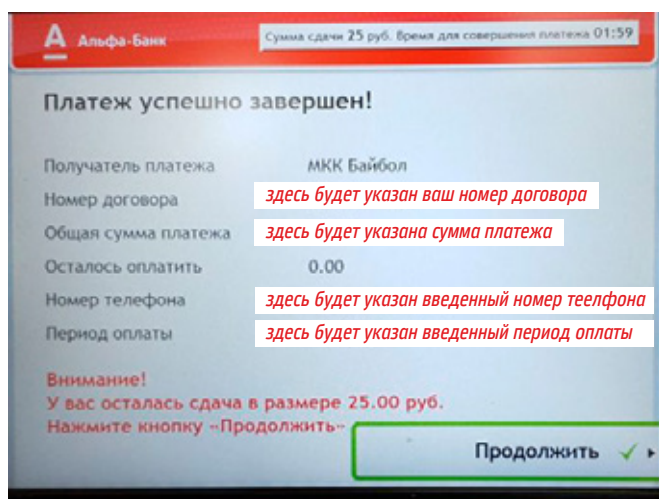 Альфа-Банк
Сумма сдачи 25 руб. Время для совершения платежа 01:59
Платеж успешно завершен!
Получатель платежа МКК Байбол
Номер договора здесь будет указан ваш номер договора
Общая сумма платежа здесь будет указана сумма платежа
Осталось оплатить 0.00
Номер телефона здесь будет указан введенный номер теелфона
Период оплаты здесь будет указан введенный период оплаты
Внимание!
У вас осталась сдача в размере 25.00 руб.
Нажмите кнопку «Продолжить»
Продолжить